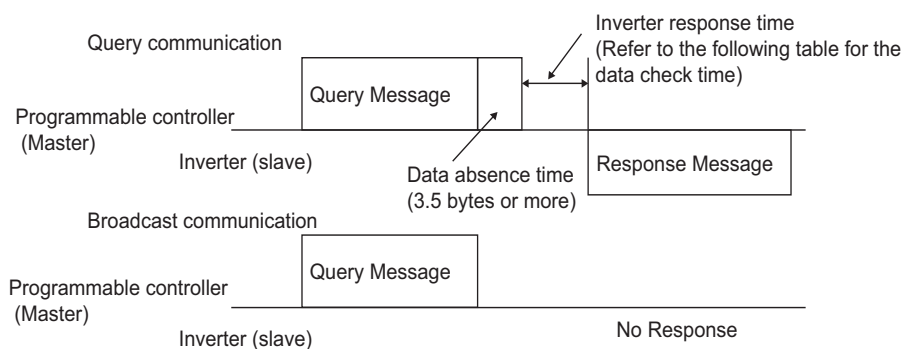 Query communication
Inverter response time
(Refer to the following table for the
data check time)
Query Message
Programmable controller
(Master)
Inverter (slave)
Data absence time
(3.5 bytes or more)
Response Message
Broadcast communication
Query Message
Programmable controller
(Master)
Inverter (slave)
No Response